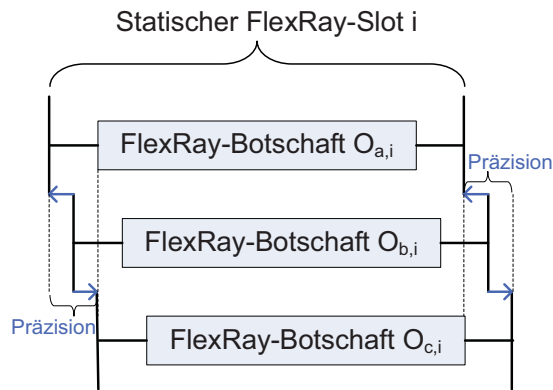 Statischer FlexRay-Slot i
FlexRay-Botschaft Oa,i
Präzision
FlexRay-Botschaft Ob,i
Präzision
FlexRay-Botschaft Oc,i